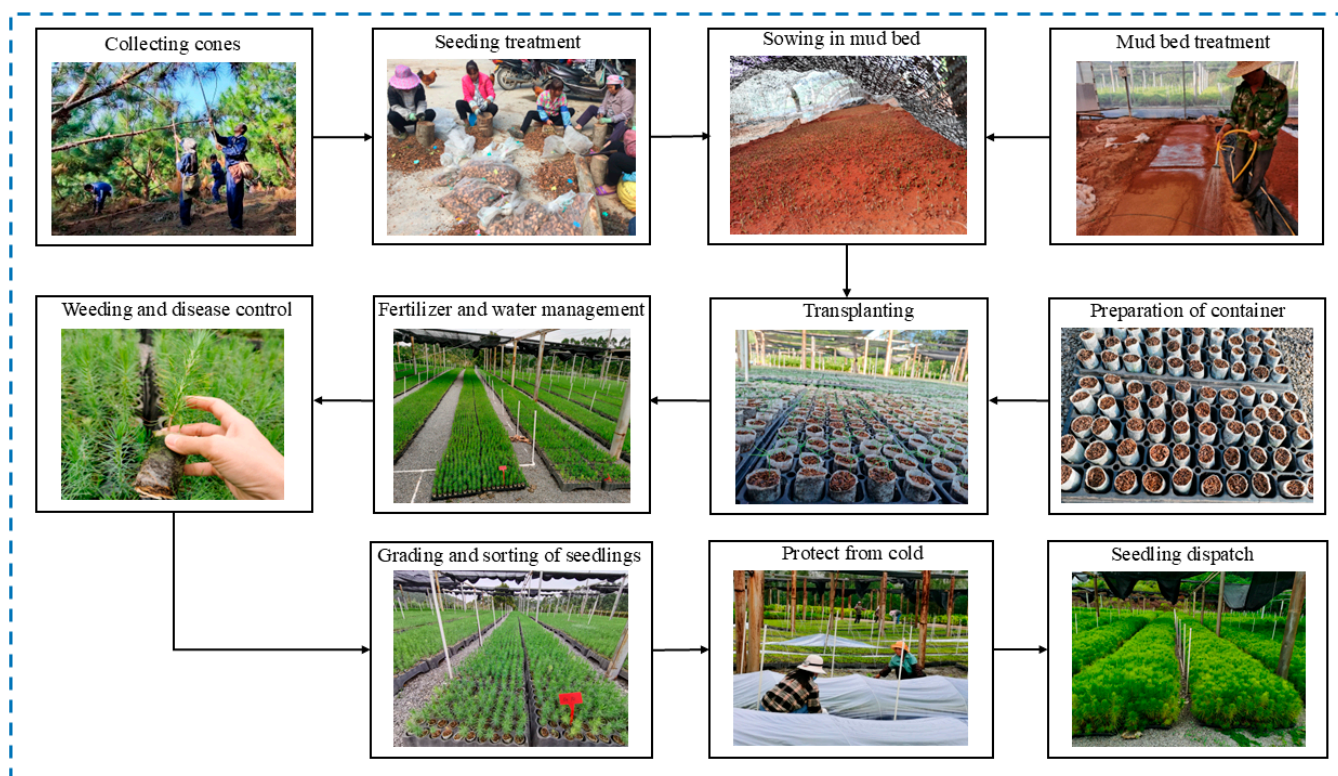 Collecting cones
Seeding treatment
Sowing in mud bed
Mud bed treatment
Weeding and disease control
Fertilizer and water management
Transplanting
Preparation of container
Grading and sorting of seedlings
Protect from cold
Seedling dispatch